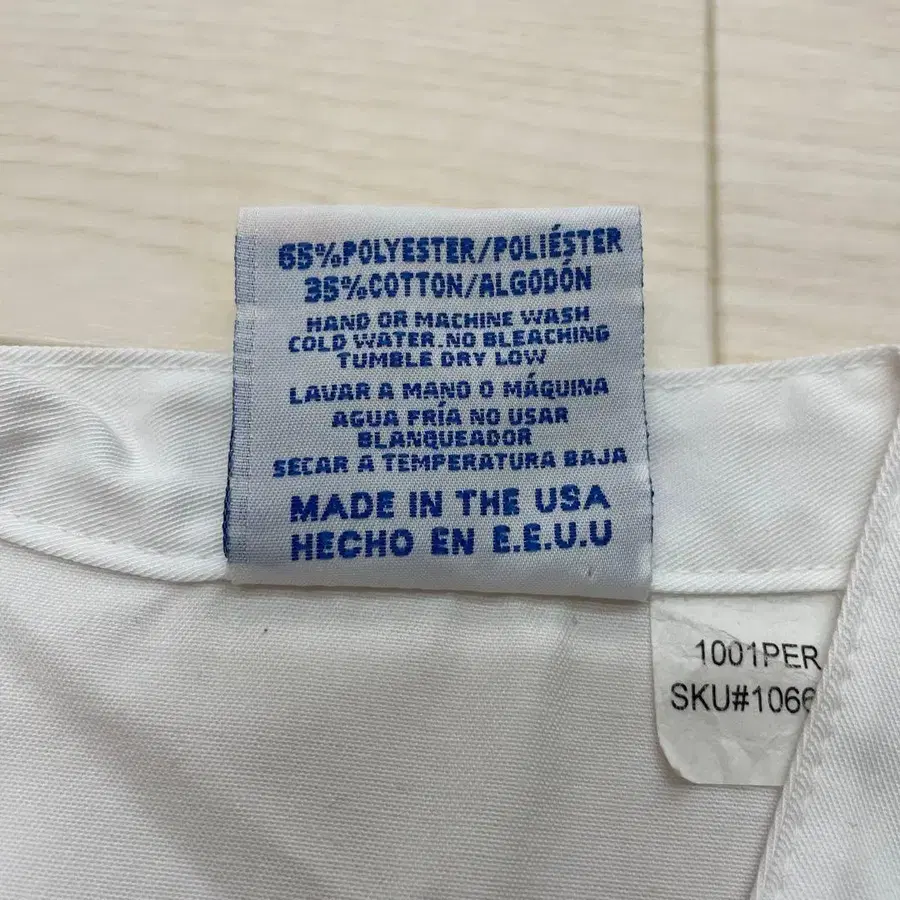 65%POLYESTER/POLIÉSTER
35%COTTON/ALGODÓN
HAND OR MACHINE WASH
COLD WATER.NO BLEACHING
TUMBLE DRY LOW
LAVAR A MANO O MÁQUINA
AGUA FRÍA NO USAR
BLANQUEADOR
SECAR A TEMPERATURA BAJA
MADE IN THE USA
HECHO EN E.E.U.U
1001PER
SKU#1066